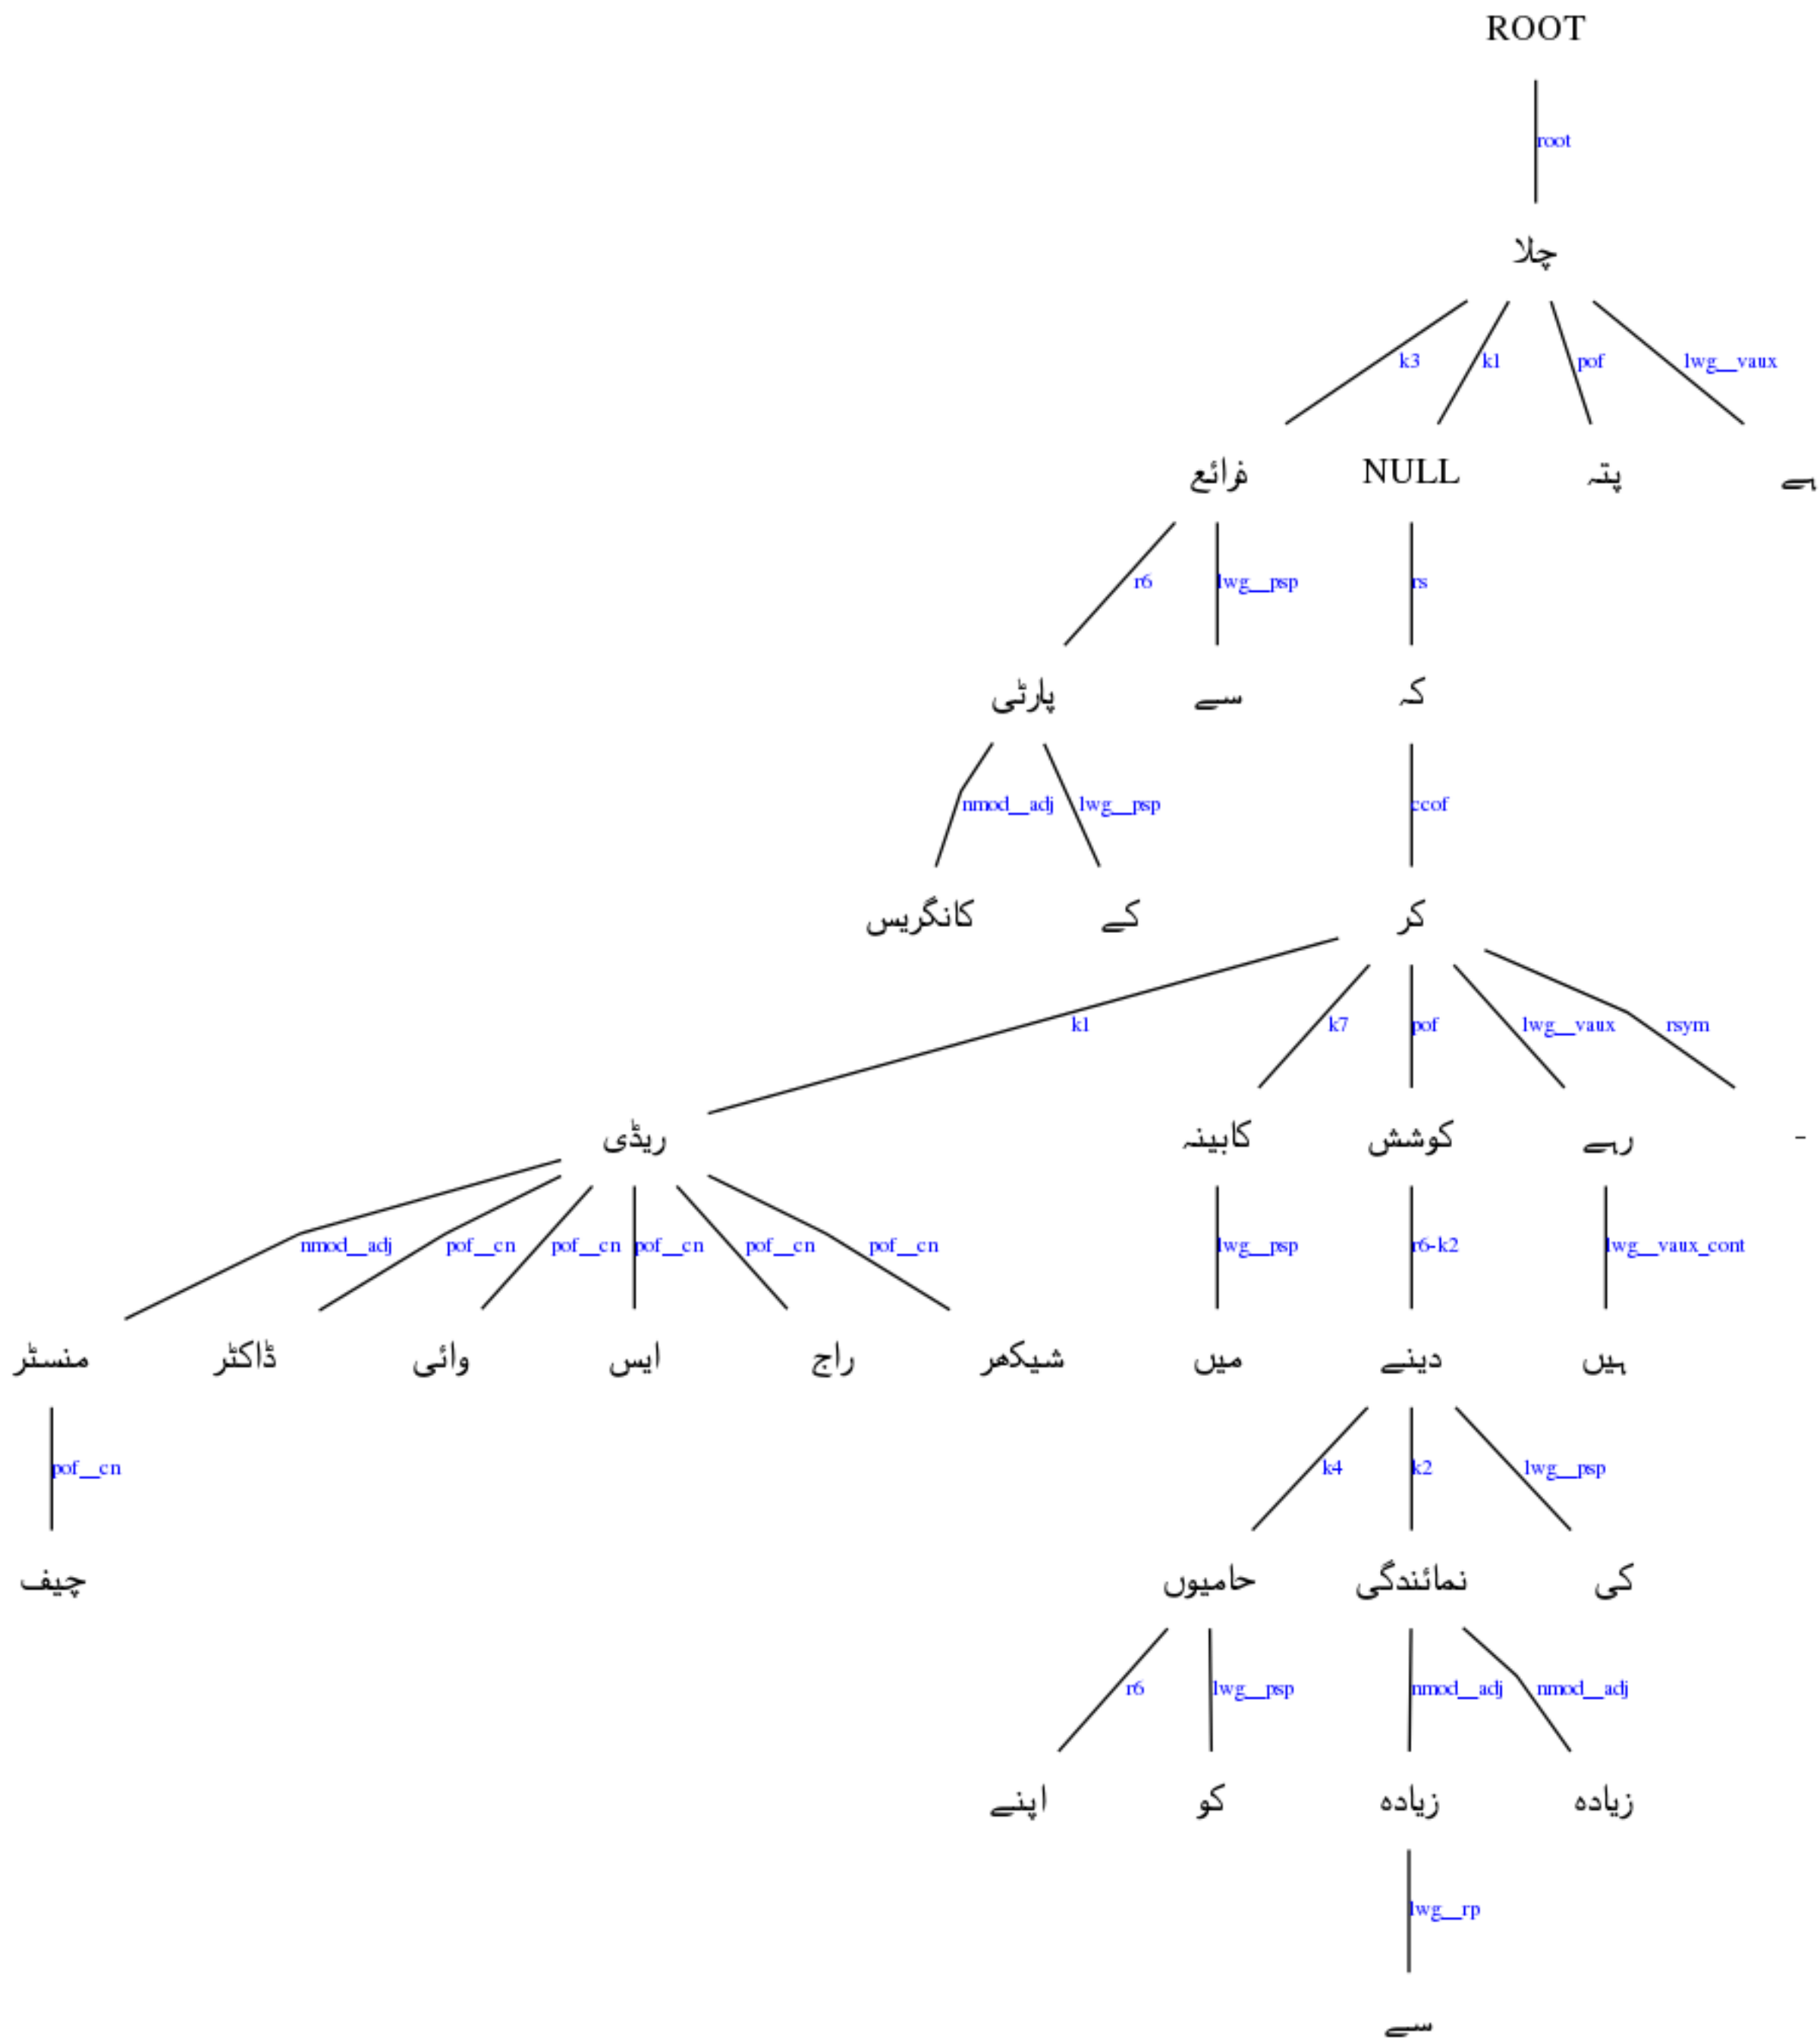 ROOT
root
چلا
k3 k1 pof lwg__vaux
ذرائع NULL پتہ ہے
r6 lwg__psp rs
پارٹی سے کہ
nmod__adj lwg__psp ccof
کانگریس کے کر
k1 k7 pof lwg__vaux rsym
ریڈی کابینہ کوشش رہے -
nmod__adj pof__cn pof__cn pof__cn pof__cn pof__cn lwg__psp r6-k2 lwg__vaux_cont
منسٹر ڈاکٹر وائی ایس راج شیکھر میں دینے ہیں
pof__cn k4 k2 lwg__psp
چیف حامیوں نمائندگی کی
r6 lwg__psp nmod__adj nmod__adj
اپنے کو زیادہ زیادہ
lwg__rp
سے